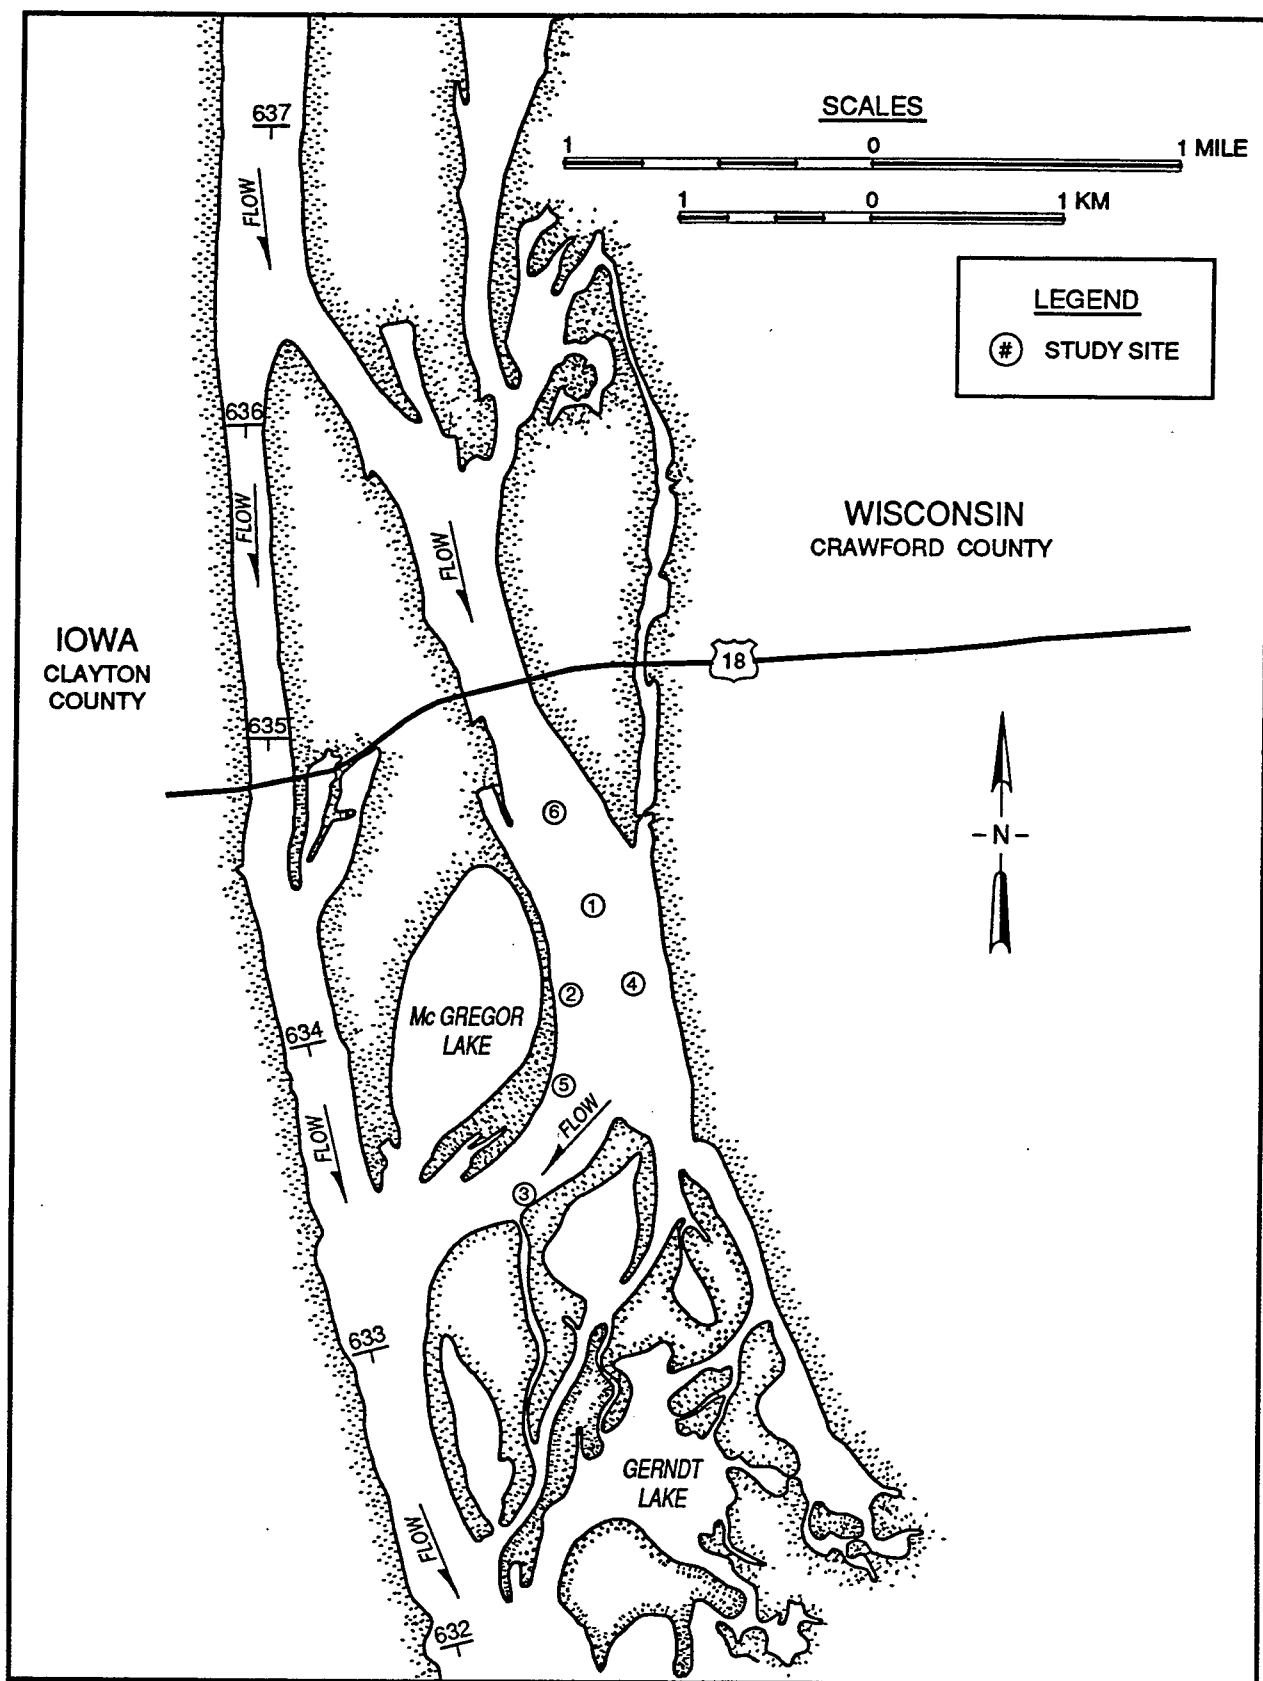 SCALES
1 0 1 MILE
1 0 1 KM
LEGEND
# STUDY SITE
637
FLOW
636
FLOW
FLOW
WISCONSIN
CRAWFORD COUNTY
IOWA
CLAYTON
COUNTY
18
635
6
- N -
1
4
2
Mc GREGOR
LAKE
634
5
FLOW
FLOW
3
633
GERNDT
LAKE
FLOW
632